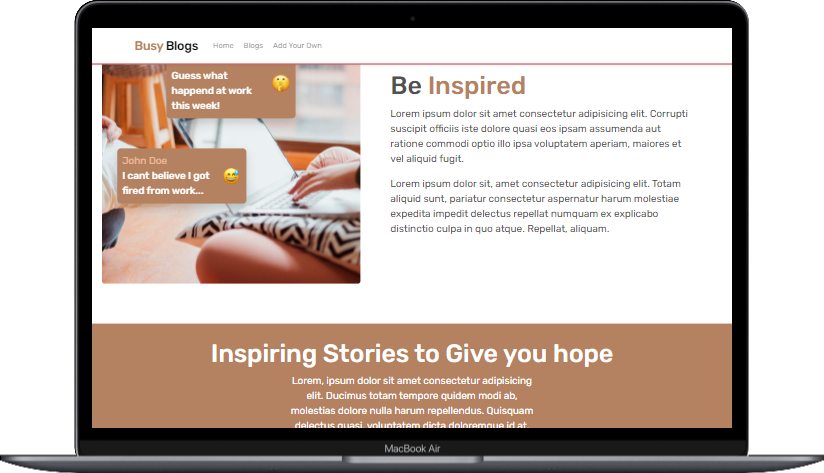 Busy Blogs Home Blogs Add Your Own
Guess what
happend at work
this week!
John Doe
I cant believe I got
fired from work...
Be Inspired
Lorem ipsum dolor sit amet consectetur adipisicing elit. Corrupti
suscipit officiis iste dolore quasi eos ipsam assumenda aut
ratione commodi optio illo ipsa voluptatem aperiam, maiores et
vel aliquid fugit.
Lorem ipsum dolor sit, amet consectetur adipisicing elit. Totam
aliquid sunt, pariatur consectetur aspernatur harum molestiae
expedita impedit delectus repellat numquam ex explicabo
distinctio culpa in quo atque. Repellat, aliquam.
Inspiring Stories to Give you hope
Lorem, ipsum dolor sit amet consectetur adipisicing
elit. Ducimus totam tempore quidem modi ab,
molestias dolore nulla harum repellendus. Quisquam
delectus quasi, voluptatem dicta doloremque id at
MacBook Air